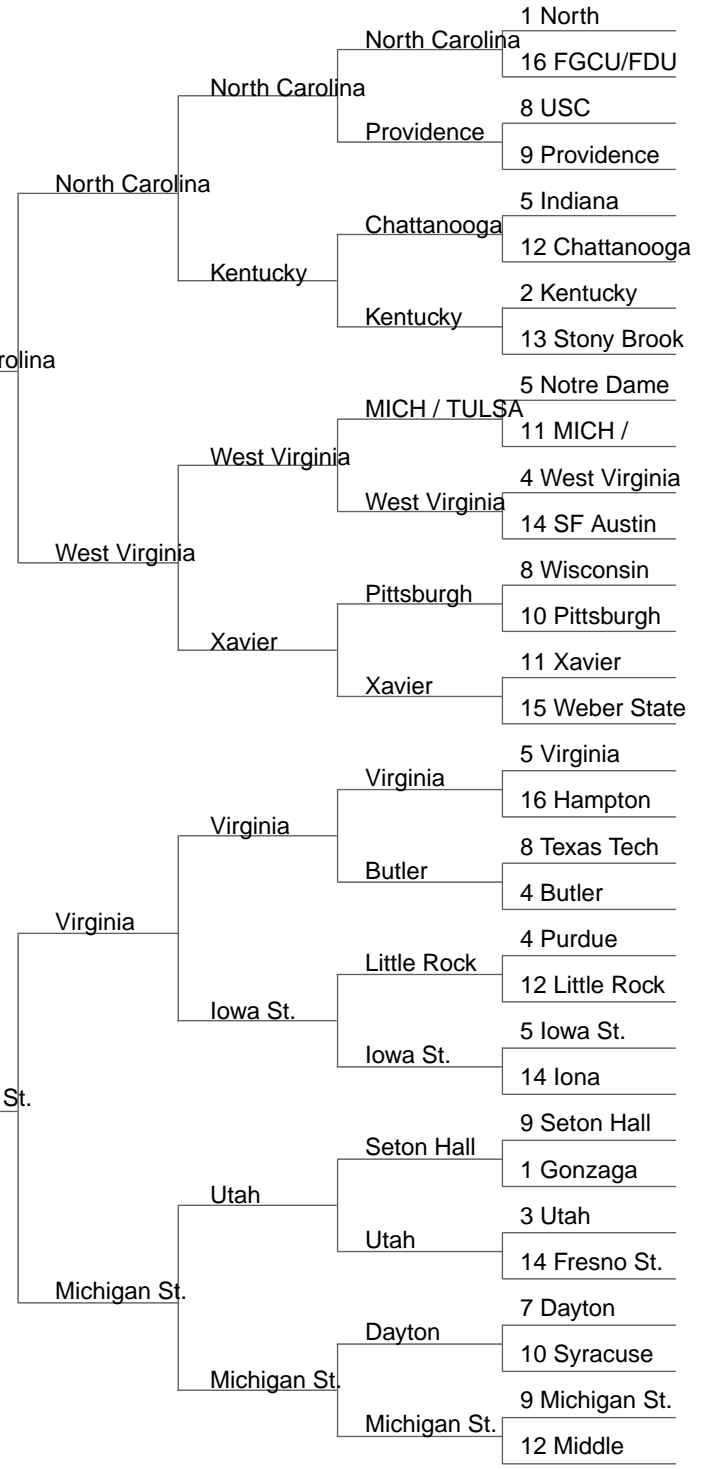 1 North
North Carolina
16 FGCU/FDU
North Carolina
8 USC
Providence
9 Providence
North Carolina
5 Indiana
Chattanooga
12 Chattanooga
Kentucky
2 Kentucky
Kentucky
13 Stony Brook
rolina
5 Notre Dame
MICH / TULSA
11 MICH /
West Virginia
4 West Virginia
West Virginia
14 SF Austin
West Virginia
8 Wisconsin
Pittsburgh
10 Pittsburgh
Xavier
11 Xavier
Xavier
15 Weber State
5 Virginia
Virginia
16 Hampton
Virginia
8 Texas Tech
Butler
4 Butler
Virginia
4 Purdue
Little Rock
12 Little Rock
Iowa St.
5 Iowa St.
Iowa St.
14 Iona
St.
9 Seton Hall
Seton Hall
1 Gonzaga
Utah
3 Utah
Utah
14 Fresno St.
Michigan St.
7 Dayton
Dayton
10 Syracuse
Michigan St.
9 Michigan St.
Michigan St.
12 Middle